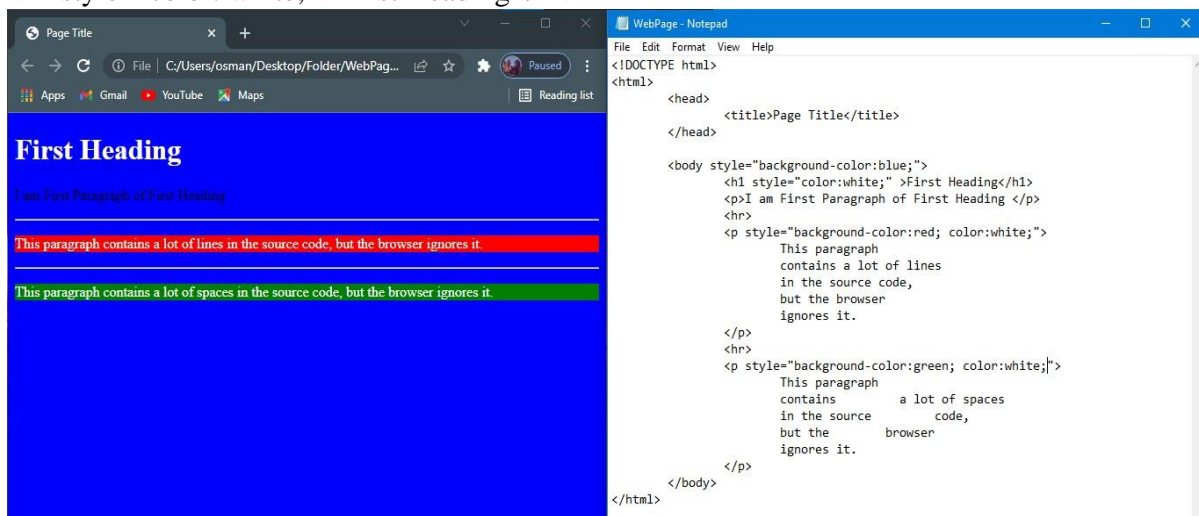 Page Title
File | C:/Users/osman/Desktop/Folder/WebPag...
Paused
Apps Gmail YouTube Maps
Reading list
First Heading
I am First Paragraph of First Heading
This paragraph contains a lot of lines in the source code, but the browser ignores it.
This paragraph contains a lot of spaces in the source code, but the browser ignores it.
WebPage - Notepad
File Edit Format View Help
<!DOCTYPE html>
<html>
<head>
<title>Page Title</title>
</head>
<body style="background-color:blue;">
<h1 style="color:white;" >First Heading</h1>
<p>I am First Paragraph of First Heading </p>
<hr>
<p style="background-color:red; color:white;">
This paragraph
contains a lot of lines
in the source code,
but the browser
ignores it.
</p>
<hr>
<p style="background-color:green; color:white;">
This paragraph
contains         a lot of spaces
in the source         code,
but the        browser
ignores it.
</p>
</body>
</html>